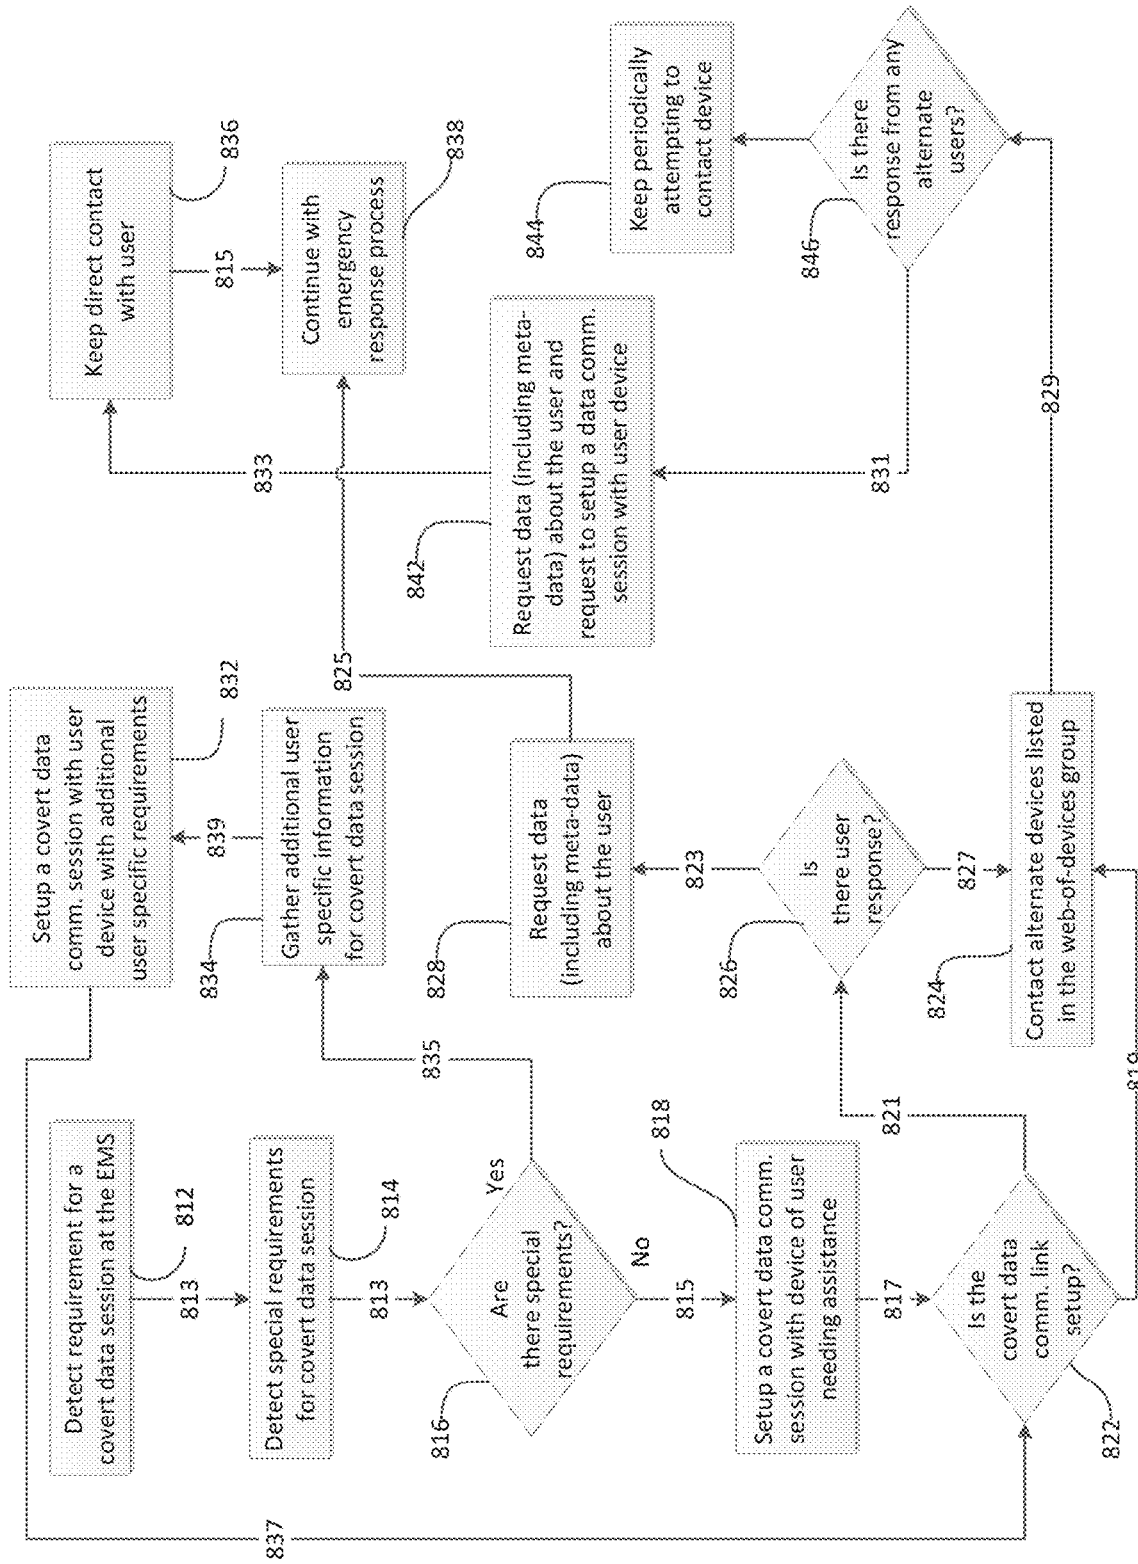 Detect requirement for a
covert data session at the EMS
812
813
Detect special requirements
for covert data session
814
813
Are
there special
requirements?
816
Yes
No
815
835
Setup a covert data comm.
session with device of user
needing assistance
818
817
Is the
covert data
comm. link
setup?
822
821
819
837
Setup a covert data
comm. session with user
device with additional
user specific requirements
832
839
Gather additional user
specific information
for covert data session
834
825
Request data
(including meta-data)
about the user
828
823
Is
there user
response?
826
827
Contact alternate devices listed
in the web-of-devices group
824
829
Keep direct contact
with user
836
815
Continue with
emergency
response process
838
833
Request data (including meta-
data) about the user and
request to setup a data comm.
session with user device
842
831
Keep periodically
attempting to
contact device
844
Is there
response from any
alternate
users?
846